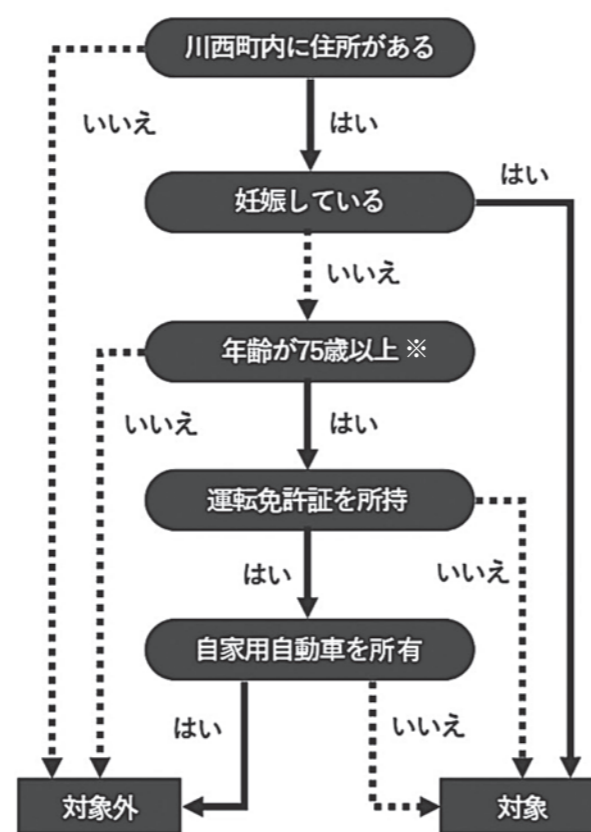 川西町内に住所がある
いいえ
はい
妊娠している
はい
いいえ
年齢が75歳以上 ※
いいえ
はい
運転免許証を所持
はい
いいえ
自家用自動車を所有
はい
いいえ
対象外
対象